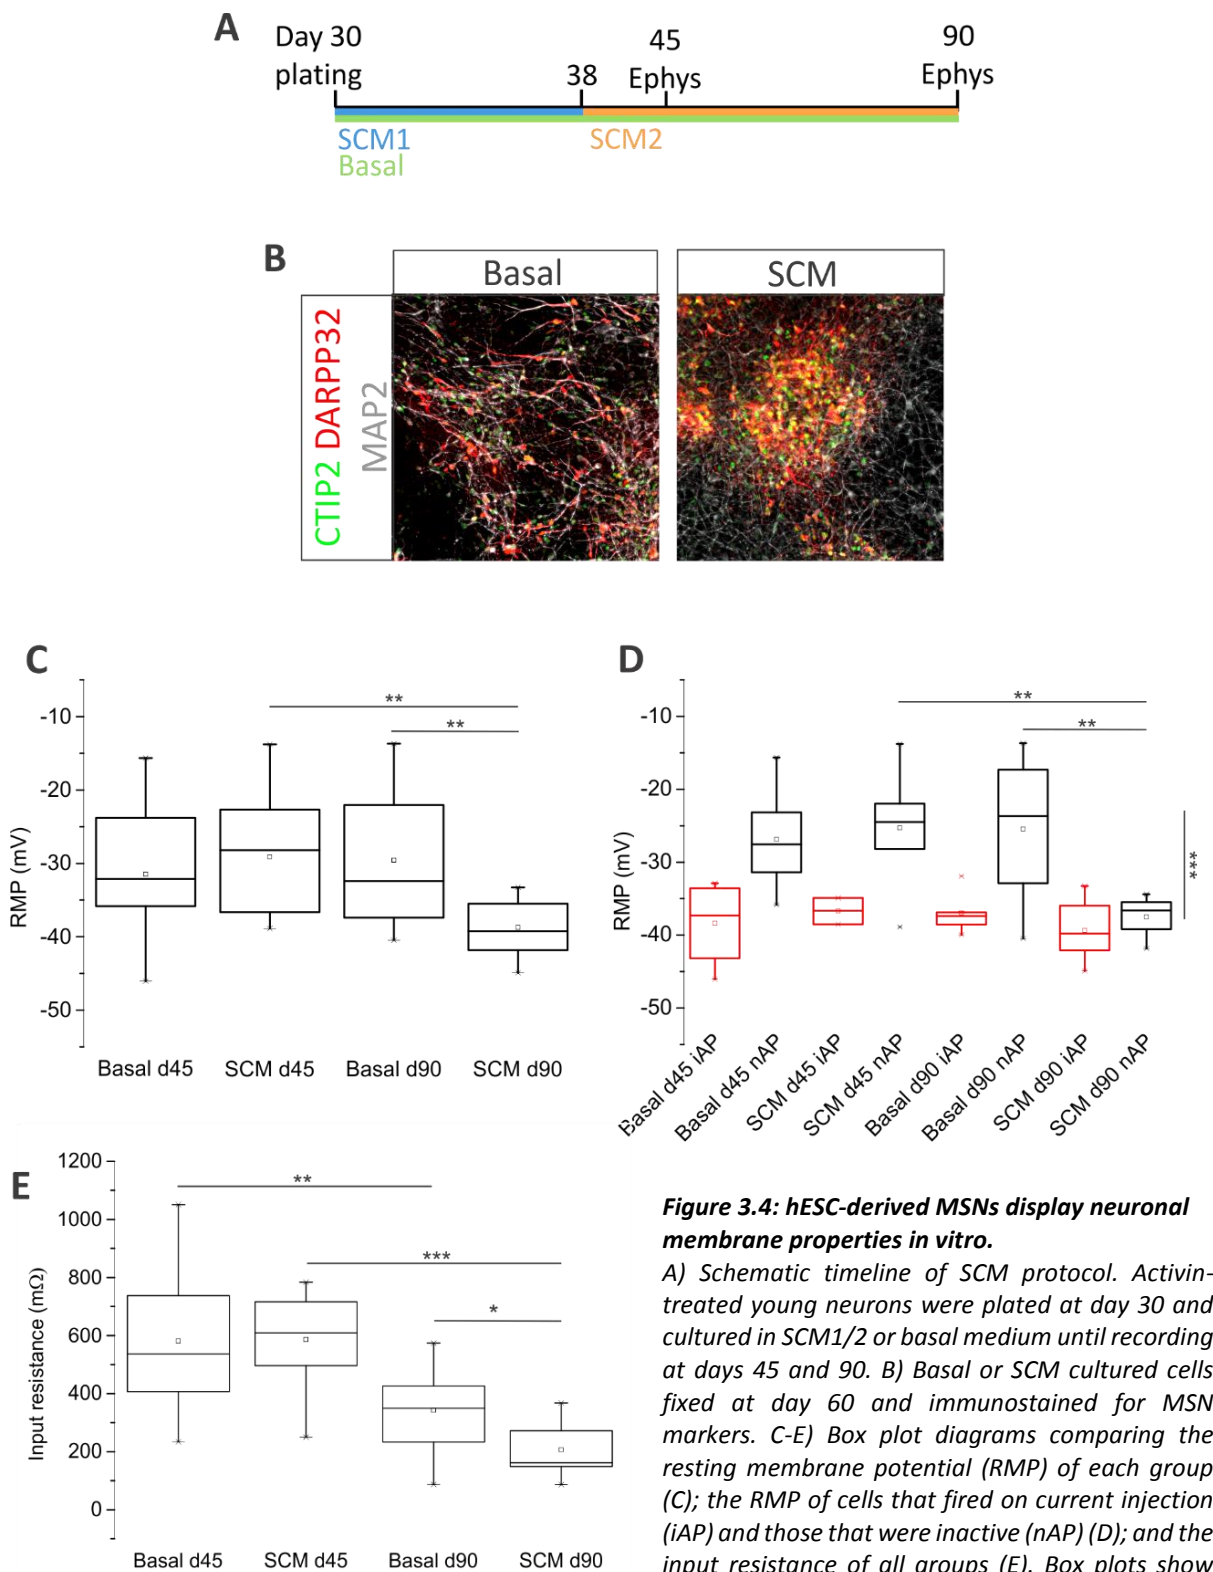 A
Day 30
plating
38
45
Ephys
90
Ephys
SCM1
SCM2
Basal
B
Basal
SCM
CTIP2 DARPP32
MAP2
C
RMP (mV)
-10
-20
-30
-40
-50
**
**
Basal d45
SCM d45
Basal d90
SCM d90
D
RMP (mV)
-10
-20
-30
-40
-50
**
**
***
Basal d45 iAP
Basal d45 nAP
SCM d45 iAP
SCM d45 nAP
Basal d90 iAP
Basal d90 nAP
SCM d90 iAP
SCM d90 nAP
E
Input resistance (mΩ)
1200
1000
800
600
400
200
0
**
***
*
Basal d45
SCM d45
Basal d90
SCM d90
Figure 3.4: hESC-derived MSNs display neuronal
membrane properties in vitro.
A) Schematic timeline of SCM protocol. Activin-
treated young neurons were plated at day 30 and
cultured in SCM1/2 or basal medium until recording
at days 45 and 90. B) Basal or SCM cultured cells
fixed at day 60 and immunostained for MSN
markers. C-E) Box plot diagrams comparing the
resting membrane potential (RMP) of each group
(C); the RMP of cells that fired on current injection
(iAP) and those that were inactive (nAP) (D); and the
input resistance of all groups (E). Box plots show